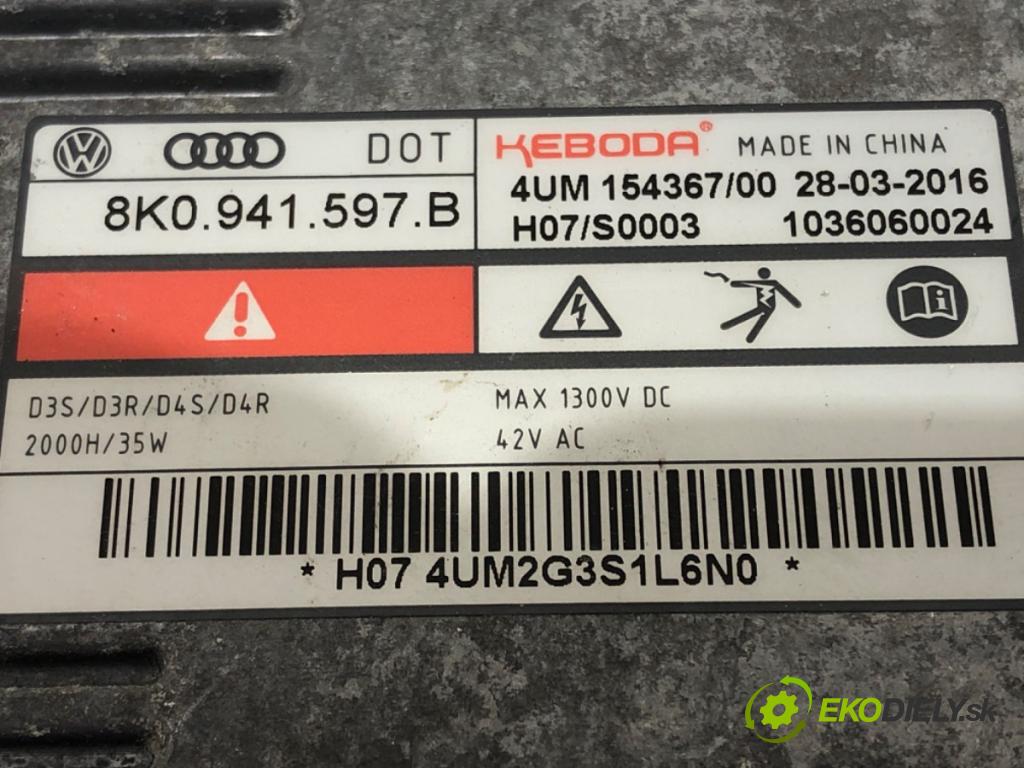 DOT
8K0.941.597.B
KEBODA® MADE IN CHINA
4UM 154367/00 28-03-2016
H07/S0003 1036060024
D3S/D3R/D4S/D4R
2000H/35W
MAX 1300V DC
42V AC
* H07 4UM2G3S1L6N0 *
EKODIELY.sk